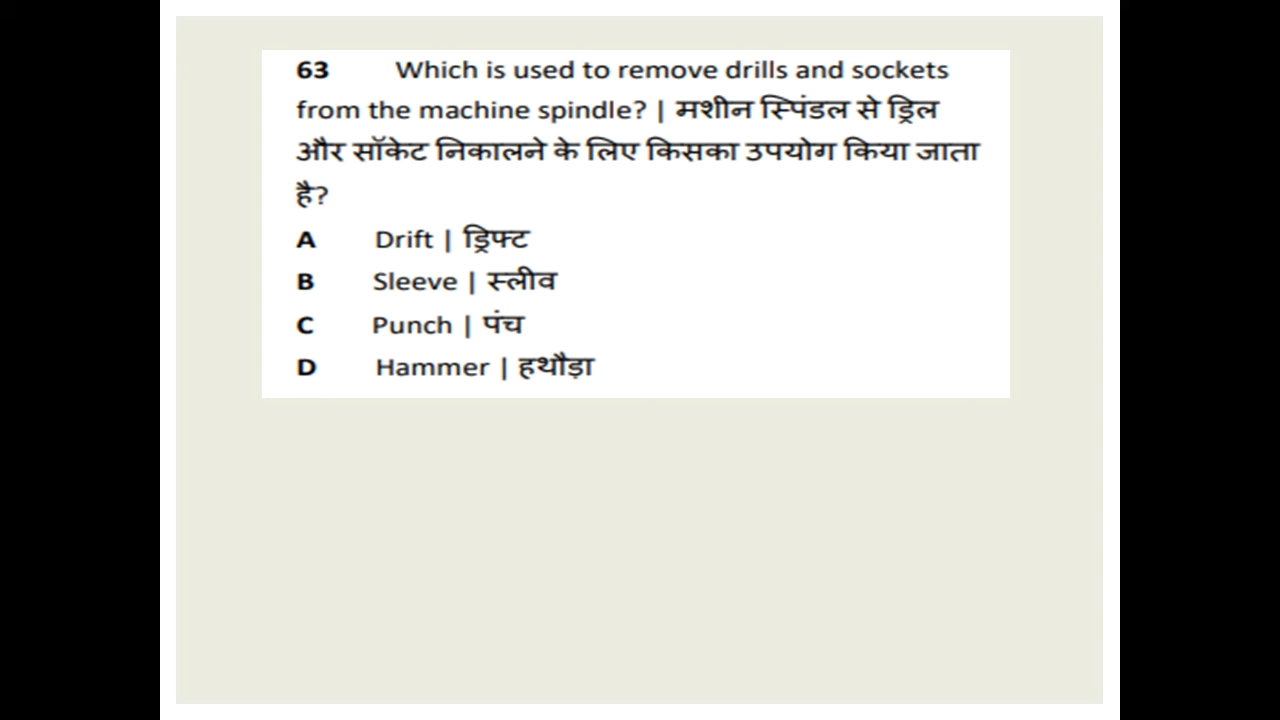 63 Which is used to remove drills and sockets
from the machine spindle? | मशीन स्पिंडल से ड्रिल
और सॉकेट निकालने के लिए किसका उपयोग किया जाता
है?
A Drift | ड्रिफ्ट
B Sleeve | स्लीव
C Punch | पंच
D Hammer | हथौड़ा